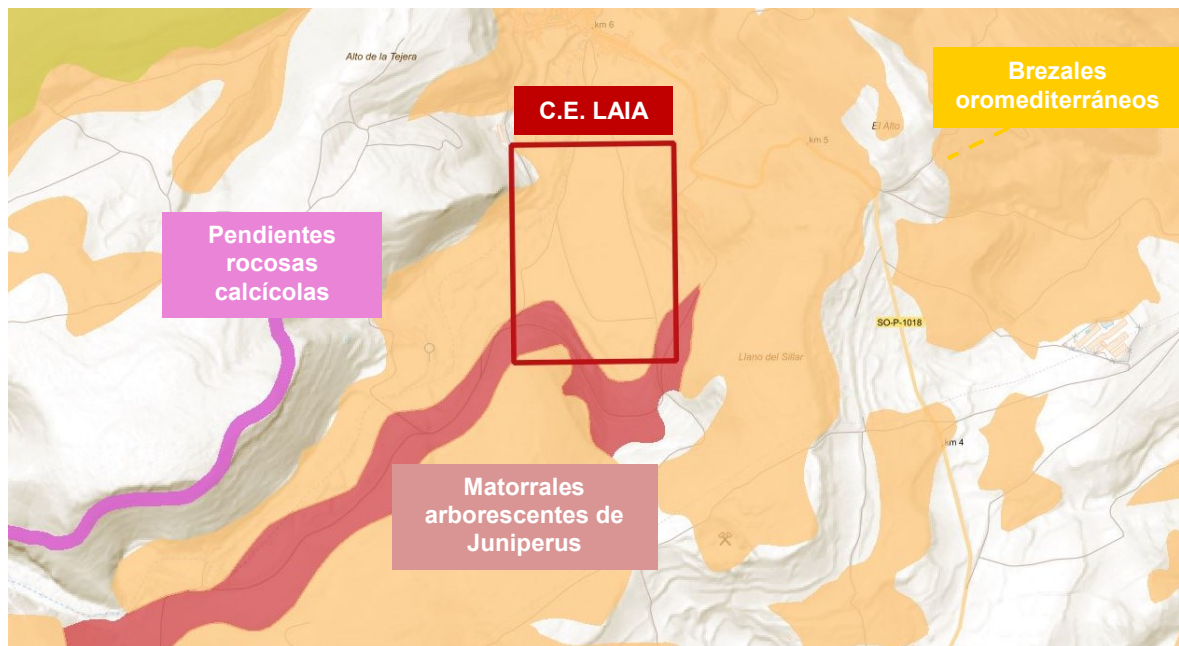 km 6
Alto de la Tejera
Brezales
oromediterráneos
C.E. LAIA
El Alto
km 5
Pendientes
rocosas
calcícolas
SO-P-1018
Llano del Sillar
km 4
Matorrales
arborescentes de
Juniperus